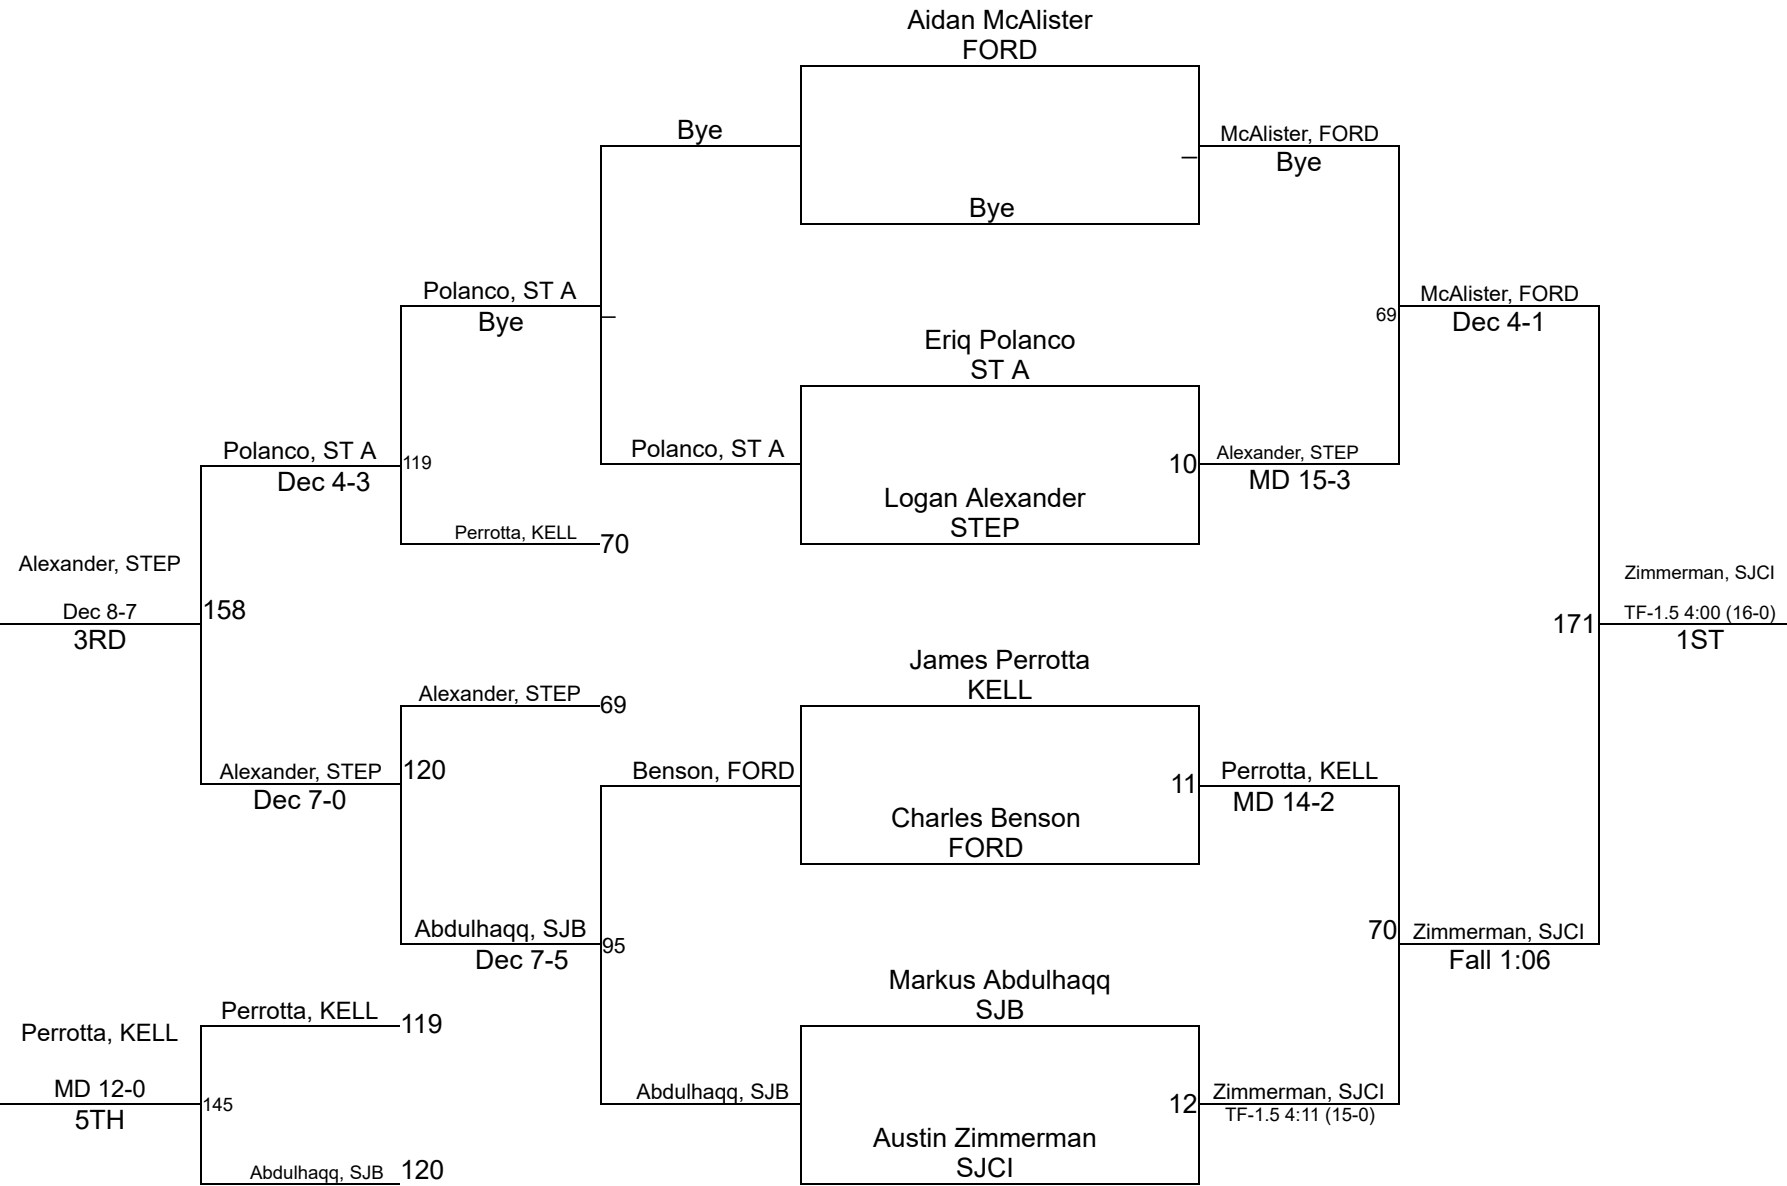 Aidan McAlister
FORD
Bye
McAlister, FORD
Bye
Bye
Polanco, ST A
Bye
McAlister, FORD
Dec 4-1
69
Eriq Polanco
ST A
Polanco, ST A
Dec 4-3
119
Polanco, ST A
10
Alexander, STEP
MD 15-3
Logan Alexander
STEP
Perrotta, KELL
70
Alexander, STEP
Dec 8-7
3RD
158
Zimmerman, SJCI
TF-1.5 4:00 (16-0)
1ST
171
James Perrotta
KELL
Alexander, STEP
69
Alexander, STEP
Dec 7-0
120
Benson, FORD
11
Perrotta, KELL
MD 14-2
Charles Benson
FORD
Abdulhaqq, SJB
Dec 7-5
95
70
Zimmerman, SJCI
Fall 1:06
Markus Abdulhaqq
SJB
Perrotta, KELL
119
Perrotta, KELL
MD 12-0
5TH
145
Abdulhaqq, SJB
12
Zimmerman, SJCI
TF-1.5 4:11 (15-0)
Austin Zimmerman
SJCI
Abdulhaqq, SJB
120